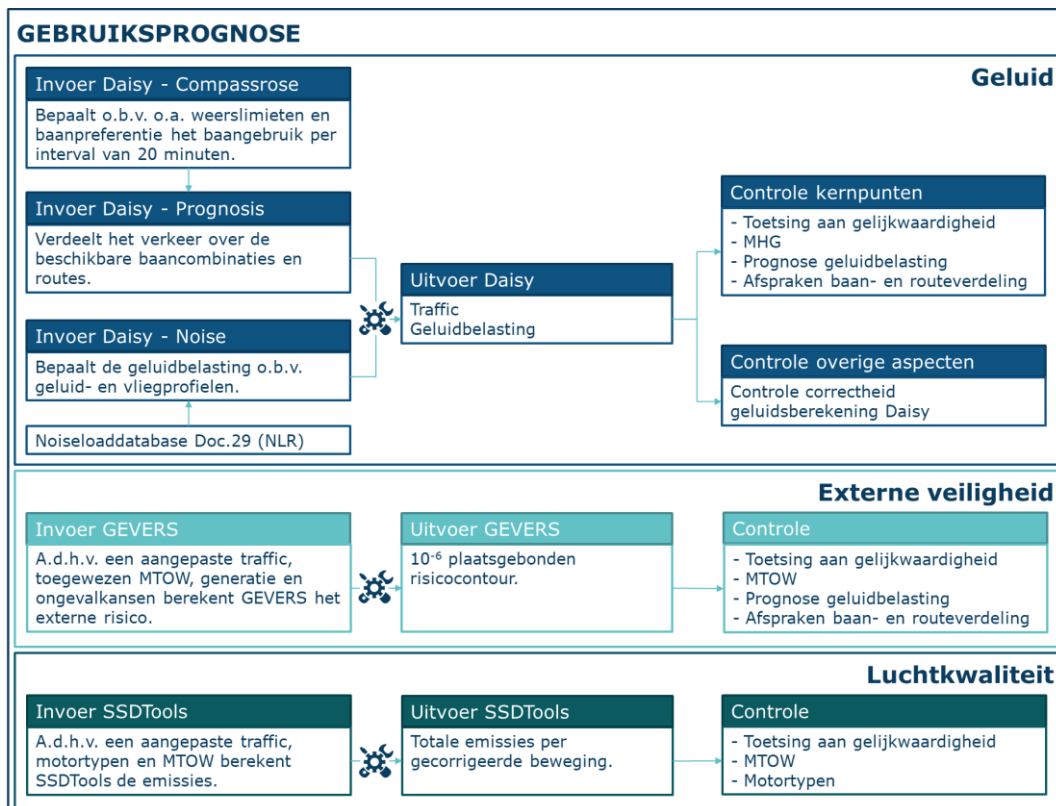 GEBRUIKSPROGNOSE
Geluid
Invoer Daisy - Compassrose
Bepaalt o.b.v. o.a. weerslimieten en
baanpreferentie het baangebruik per
interval van 20 minuten.
Invoer Daisy - Prognosis
Verdeelt het verkeer over de
beschikbare baancombinaties en
routes.
Invoer Daisy - Noise
Bepaalt de geluidbelasting o.b.v.
geluid- en vliegprofielen.
Noiseloaddatabase Doc.29 (NLR)
Uitvoer Daisy
Traffic
Geluidbelasting
Controle kernpunten
- Toetsing aan gelijkwaardigheid
- MHG
- Prognose geluidbelasting
- Afspraken baan- en routeverdeling
Controle overige aspecten
Controle correctheid
geluidsberekening Daisy
Externe veiligheid
Invoer GEVERS
A.d.h.v. een aangepaste traffic,
toegewezen MTOW, generatie en
ongevalkansen berekent GEVERS het
externe risico.
Uitvoer GEVERS
10⁻⁶ plaatsgebonden
risicocontour.
Controle
- Toetsing aan gelijkwaardigheid
- MTOW
- Prognose geluidbelasting
- Afspraken baan- en routeverdeling
Luchtkwaliteit
Invoer SSDTools
A.d.h.v. een aangepaste traffic,
motortypen en MTOW berekent
SSDTools de emissies.
Uitvoer SSDTools
Totale emissies per
gecorrigeerde beweging.
Controle
- Toetsing aan gelijkwaardigheid
- MTOW
- Motortypen